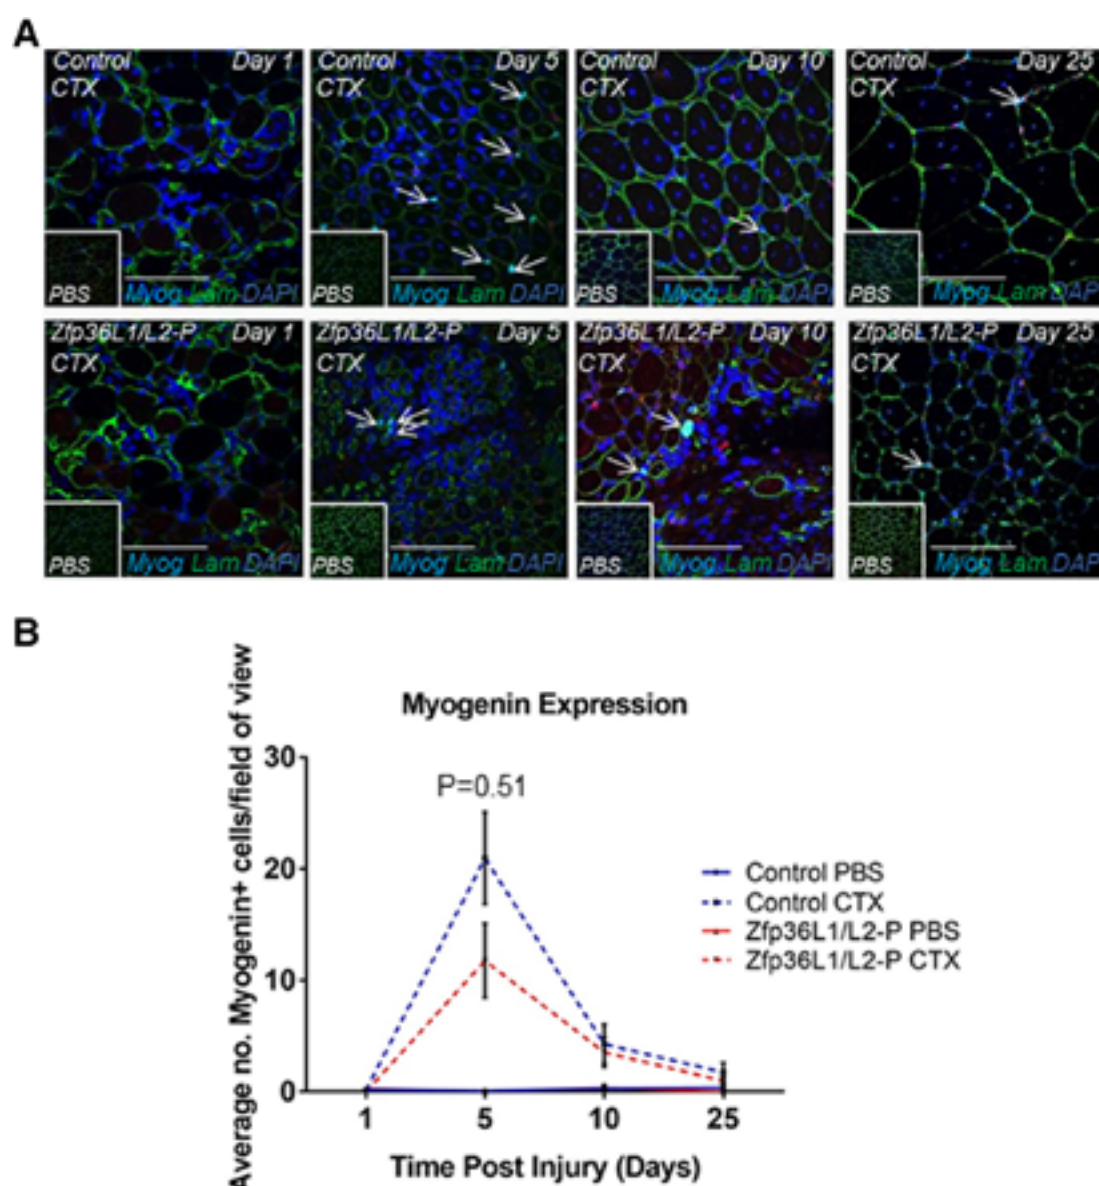 A
Control Day 1
CTX
PBS Myog Lam DAPI
Control Day 5
CTX
PBS Myog Lam DAPI
Control Day 10
CTX
PBS Myog Lam DAPI
Control Day 25
CTX
PBS Myog Lam DAPI
Zfp36L1/L2-P Day 1
CTX
PBS Myog Lam DAPI
Zfp36L1/L2-P Day 5
CTX
PBS Myog Lam DAPI
Zfp36L1/L2-P Day 10
CTX
PBS Myog Lam DAPI
Zfp36L1/L2-P Day 25
CTX
PBS Myog Lam DAPI
B
Average no. Myogenin+ cells/field of view
Myogenin Expression
30
P=0.51
20
10
0
1 5 10 25
Time Post Injury (Days)
Control PBS
Control CTX
Zfp36L1/L2-P PBS
Zfp36L1/L2-P CTX